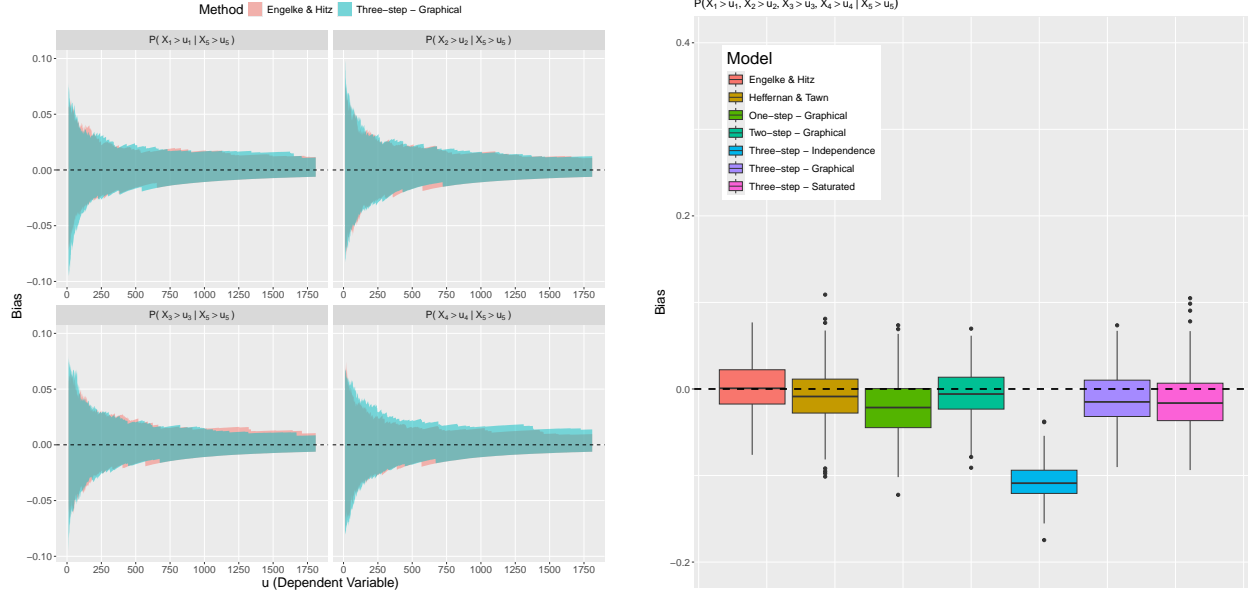 Method Engelke & Hitz Three−step − Graphical
P( X1 > u1 | X5 > u5 ) P( X2 > u2 | X5 > u5 )
0.10
0.05
0.00
−0.05
−0.10
0 250 500 750 1000 1250 1500 1750 0 250 500 750 1000 1250 1500 1750
P( X3 > u3 | X5 > u5 ) P( X4 > u4 | X5 > u5 )
0.10
0.05
0.00
−0.05
−0.10
0 250 500 750 1000 1250 1500 1750 0 250 500 750 1000 1250 1500 1750
Bias
u (Dependent Variable)
P(X1 > u1, X2 > u2, X3 > u3, X4 > u4 | X5 > u5)
0.4
0.2
0.0
−0.2
Bias
Model
Engelke & Hitz
Heffernan & Tawn
One−step − Graphical
Two−step − Graphical
Three−step − Independence
Three−step − Graphical
Three−step − Saturated